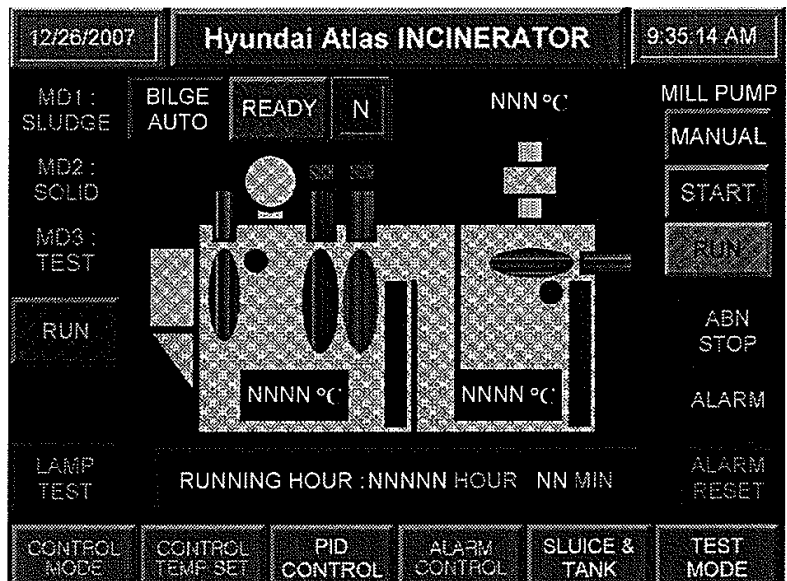 12/26/2007
Hyundai Atlas INCINERATOR
9:35:14 AM
MD1 :
SLUDGE
BILGE
AUTO
READY
N
NNN °C
MILL PUMP
MANUAL
MD2 :
SOLID
START
MD3 :
TEST
RUN
RUN
ABN
STOP
NNNN °C
NNNN °C
ALARM
LAMP
TEST
RUNNING HOUR : NNNNN HOUR NN MIN
ALARM
RESET
CONTROL
MODE
CONTROL
TEMP SET
PID
CONTROL
ALARM
CONTROL
SLUICE &
TANK
TEST
MODE